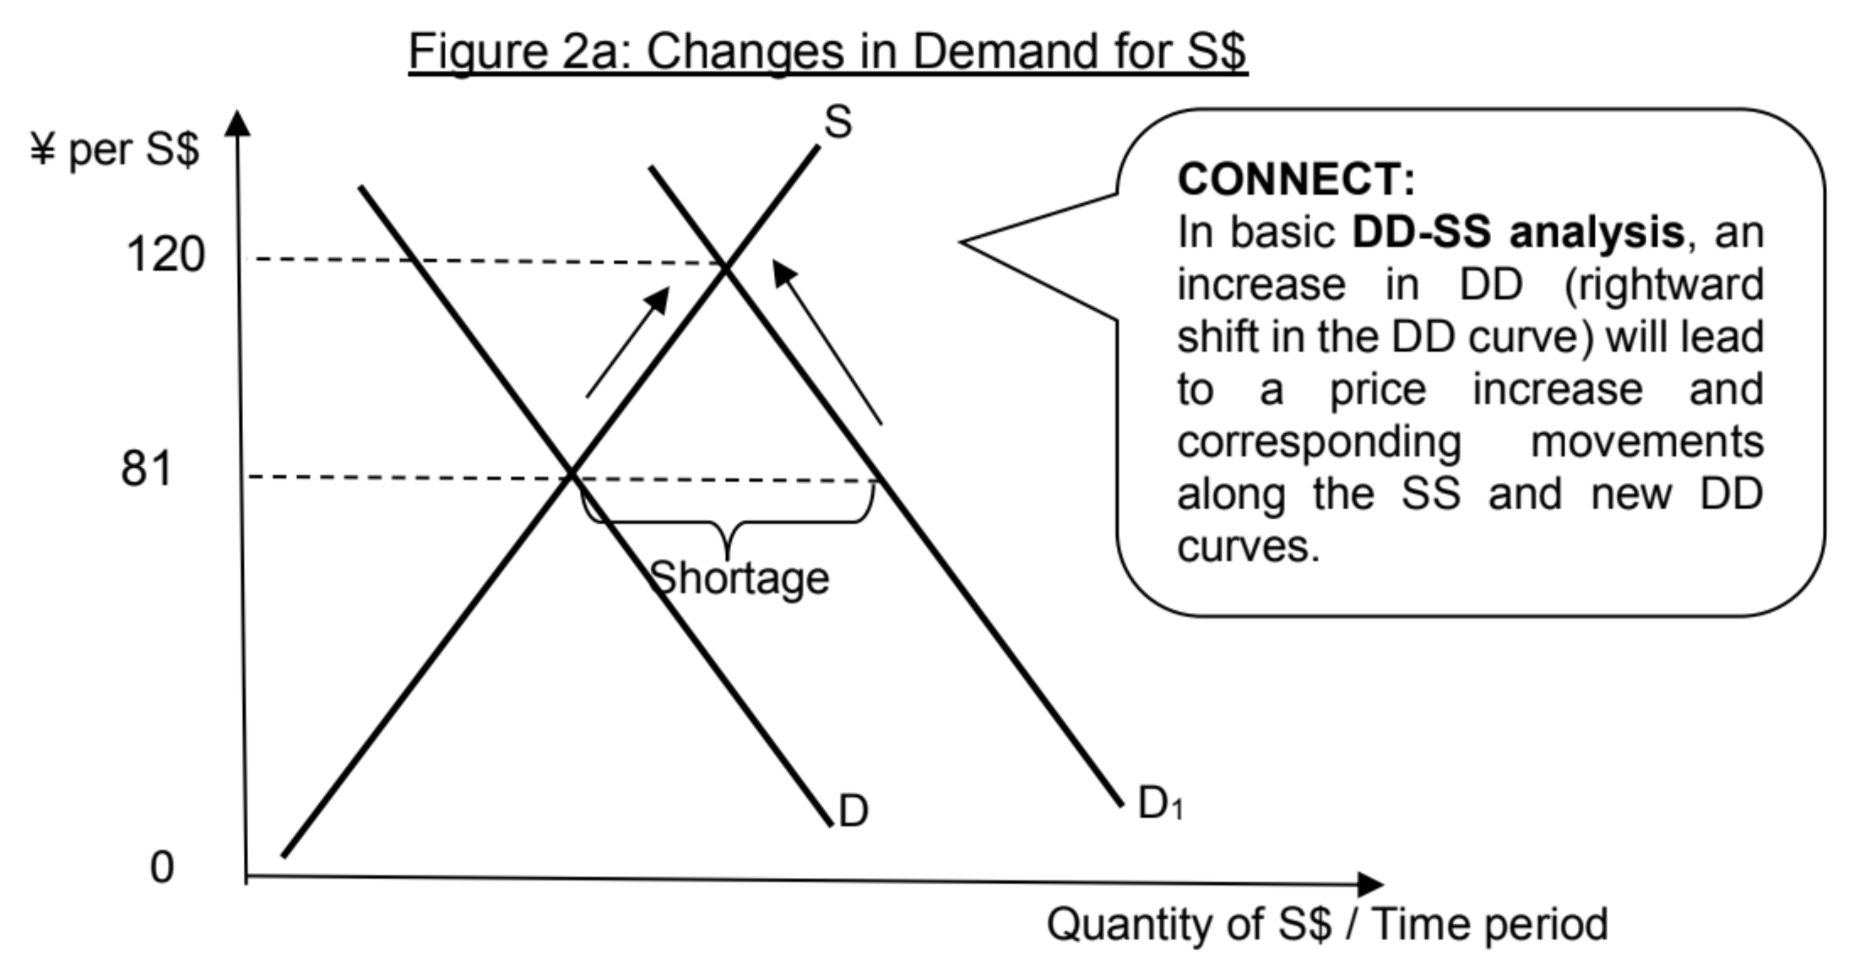 Figure 2a: Changes in Demand for S$
S
¥ per S$
120
81
0
Shortage
D
D₁
Quantity of S$ / Time period
CONNECT:
In basic DD-SS analysis, an
increase in DD (rightward
shift in the DD curve) will lead
to a price increase and
corresponding movements
along the SS and new DD
curves.